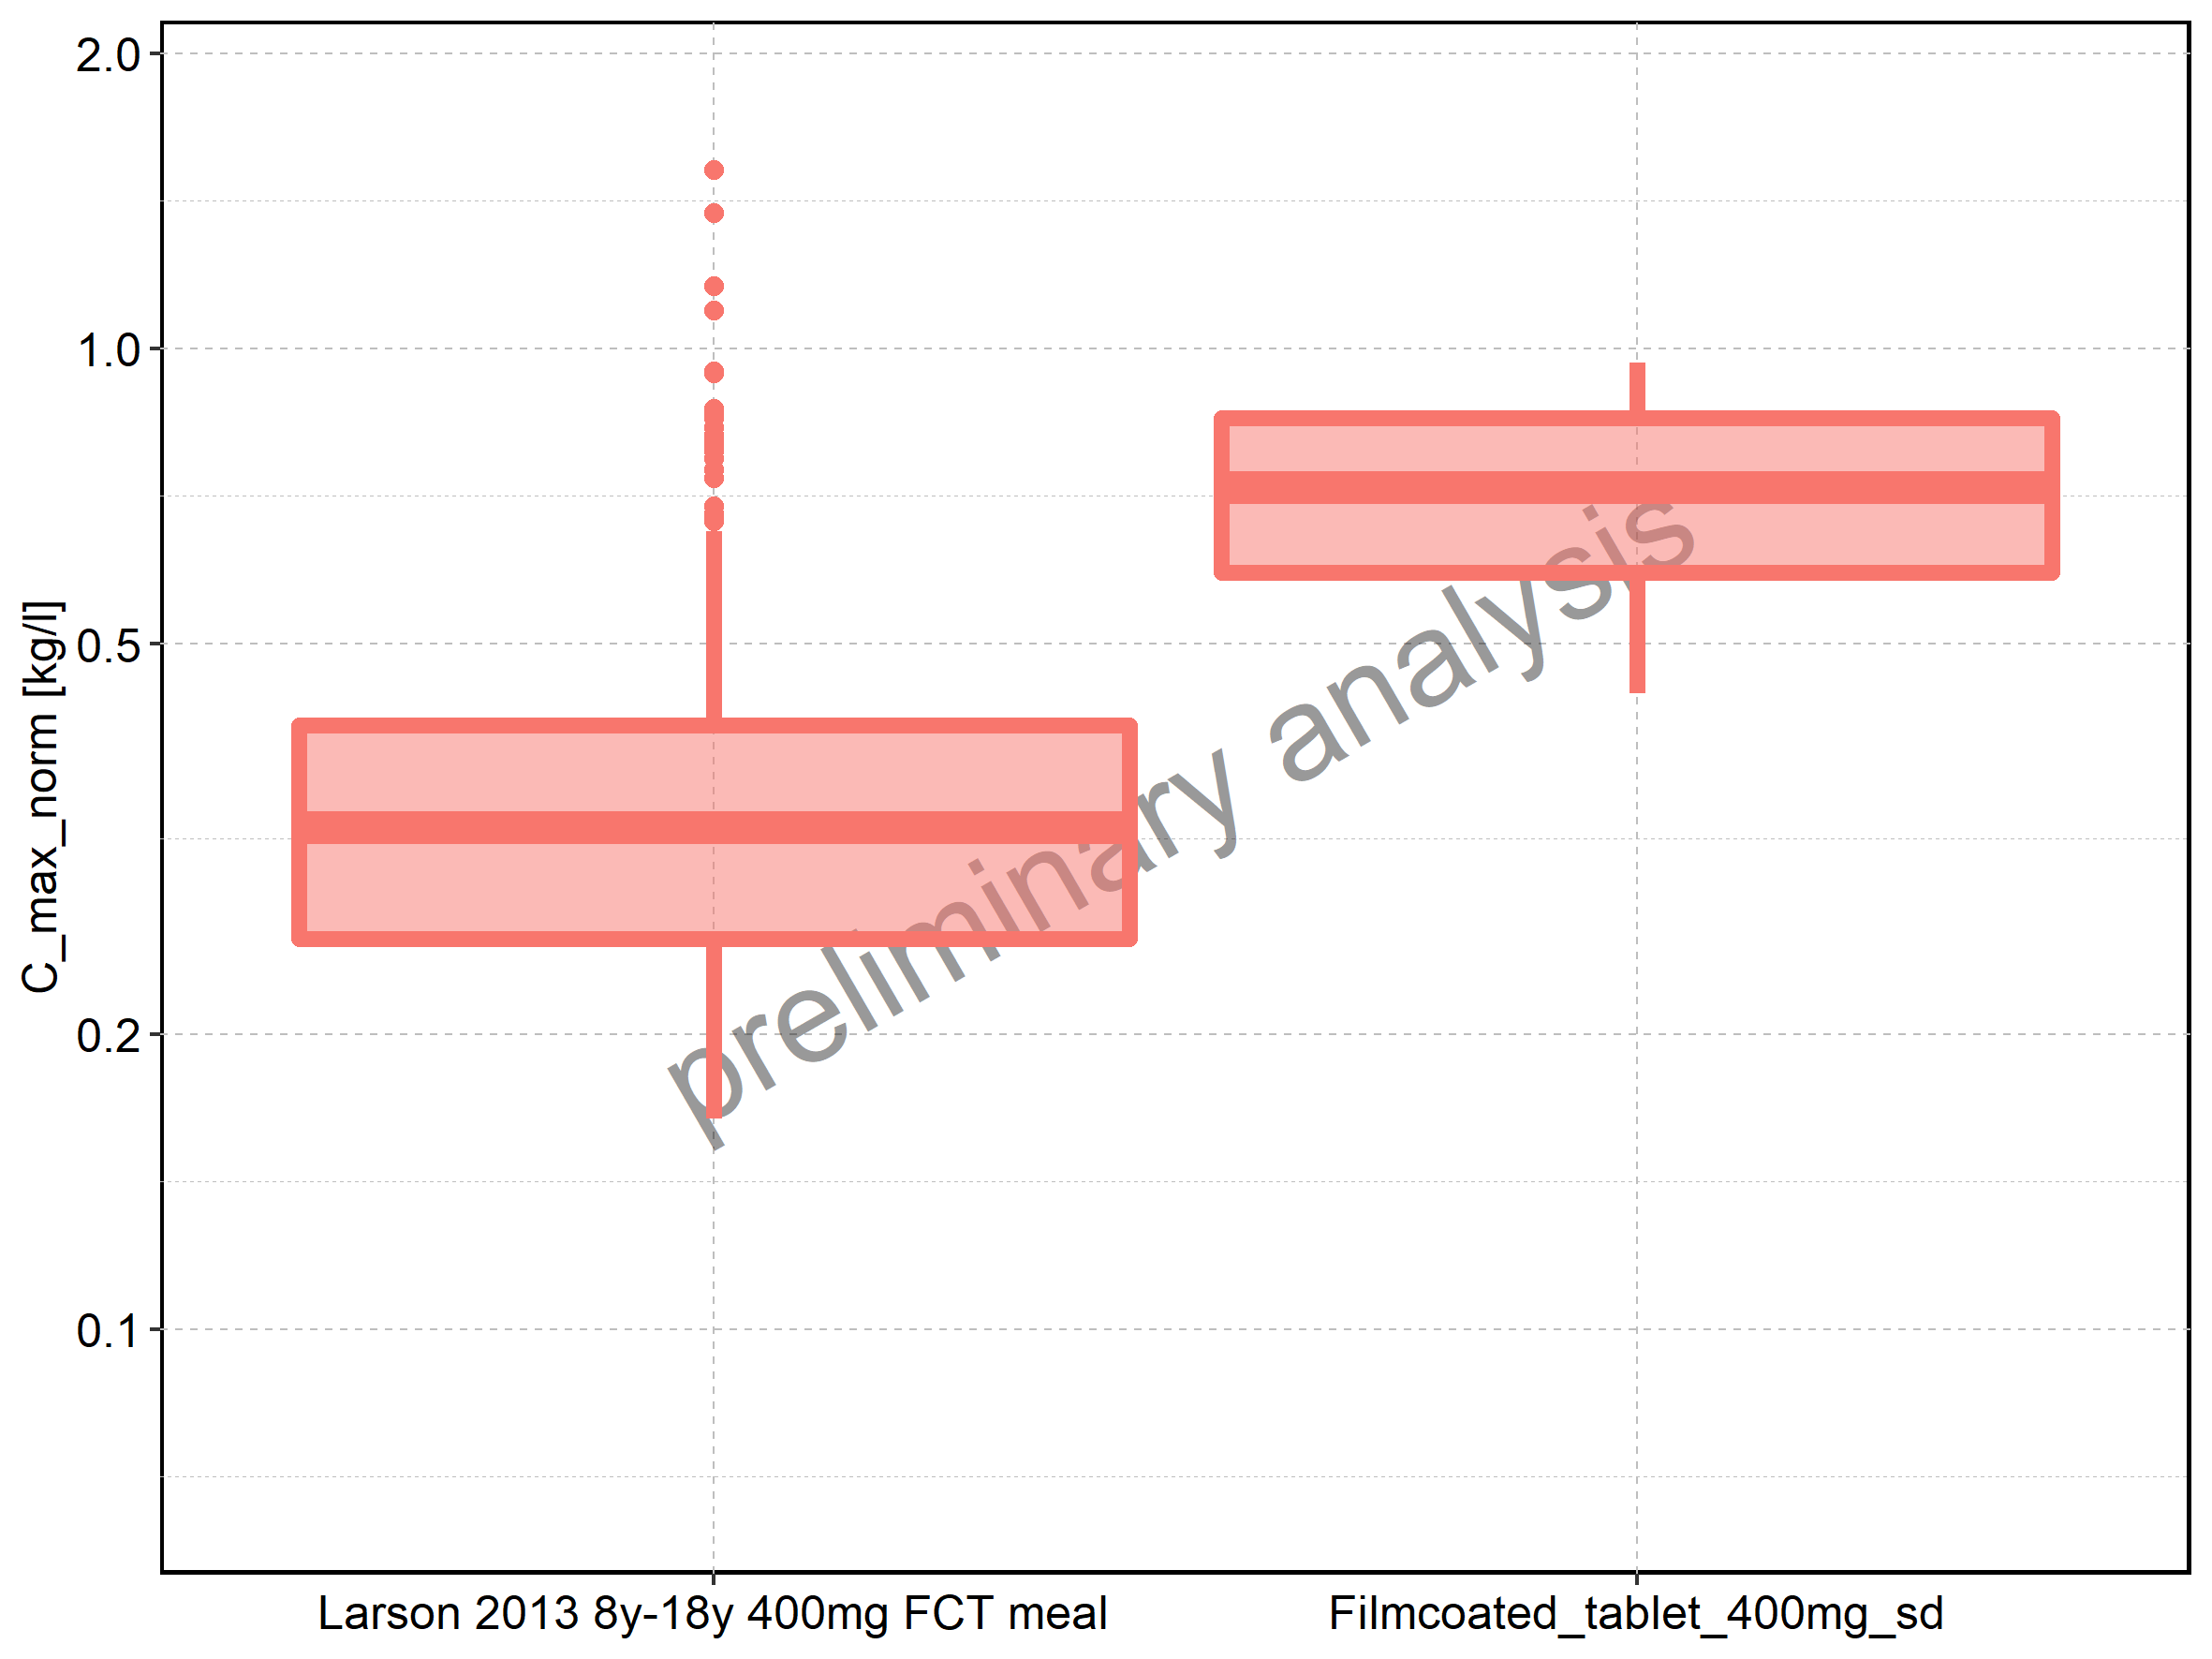 2.0
1.0
0.5
0.2
0.1
C_max_norm [kg/l]
preliminary analysis
Larson 2013 8y-18y 400mg FCT meal
Filmcoated_tablet_400mg_sd